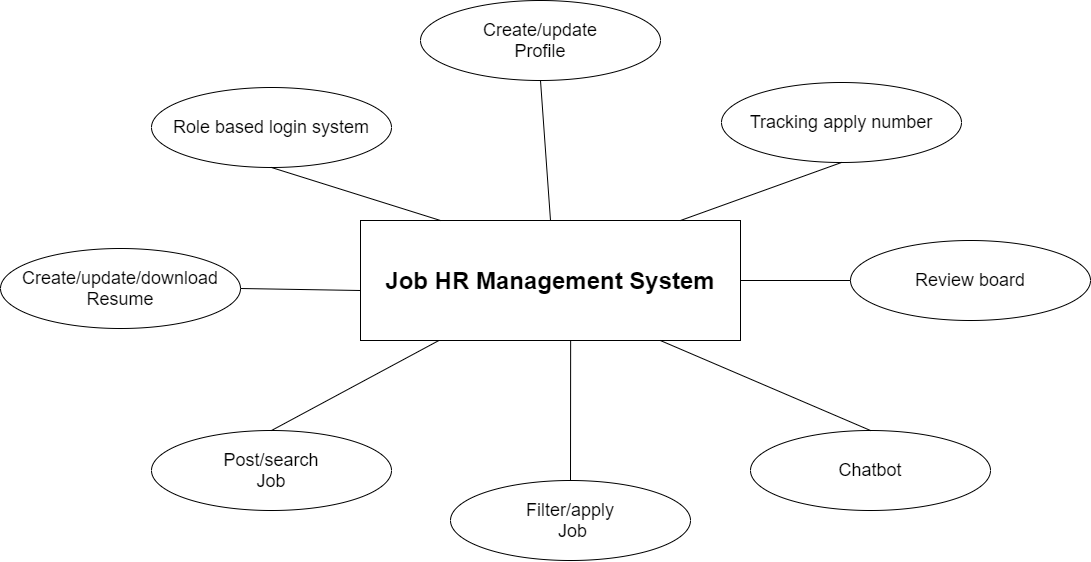 Create/update
Profile
Role based login system
Tracking apply number
Create/update/download
Resume
Job HR Management System
Review board
Post/search
Job
Filter/apply
Job
Chatbot